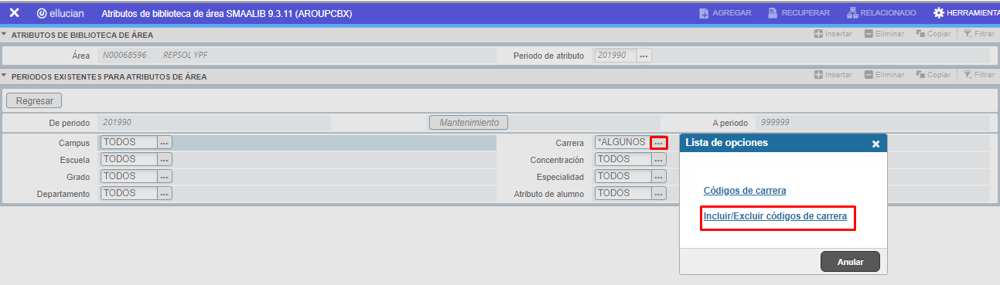 ✕ ellucian Atributos de biblioteca de área SMAALIB 9.3.11 (AROUPCBX) AGREGAR RECUPERAR RELACIONADO HERRAMIENTA
ATRIBUTOS DE BIBLIOTECA DE ÁREA Insertar Eliminar Copiar Filtrar
Área N00068596 REPSOL YPF Periodo de atributo 201990 ...
PERIODOS EXISTENTES PARA ATRIBUTOS DE ÁREA Insertar Eliminar Copiar Filtrar
Regresar
De periodo 201990 Mantenimiento A periodo 999999
Campus TODOS ... Carrera *ALGUNOS ...
Escuela TODOS ... Concentración TODOS ...
Grado TODOS ... Especialidad TODOS ...
Departamento TODOS ... Atributo de alumno TODOS ...
Lista de opciones ×
Códigos de carrera
Incluir/Excluir códigos de carrera
Anular